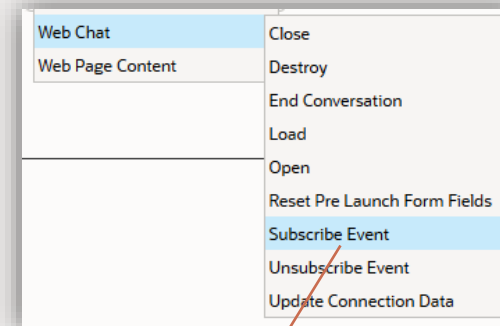 Web Chat
Web Page Content
Close
Destroy
End Conversation
Load
Open
Reset Pre Launch Form Fields
Subscribe Event
Unsubscribe Event
Update Connection Data